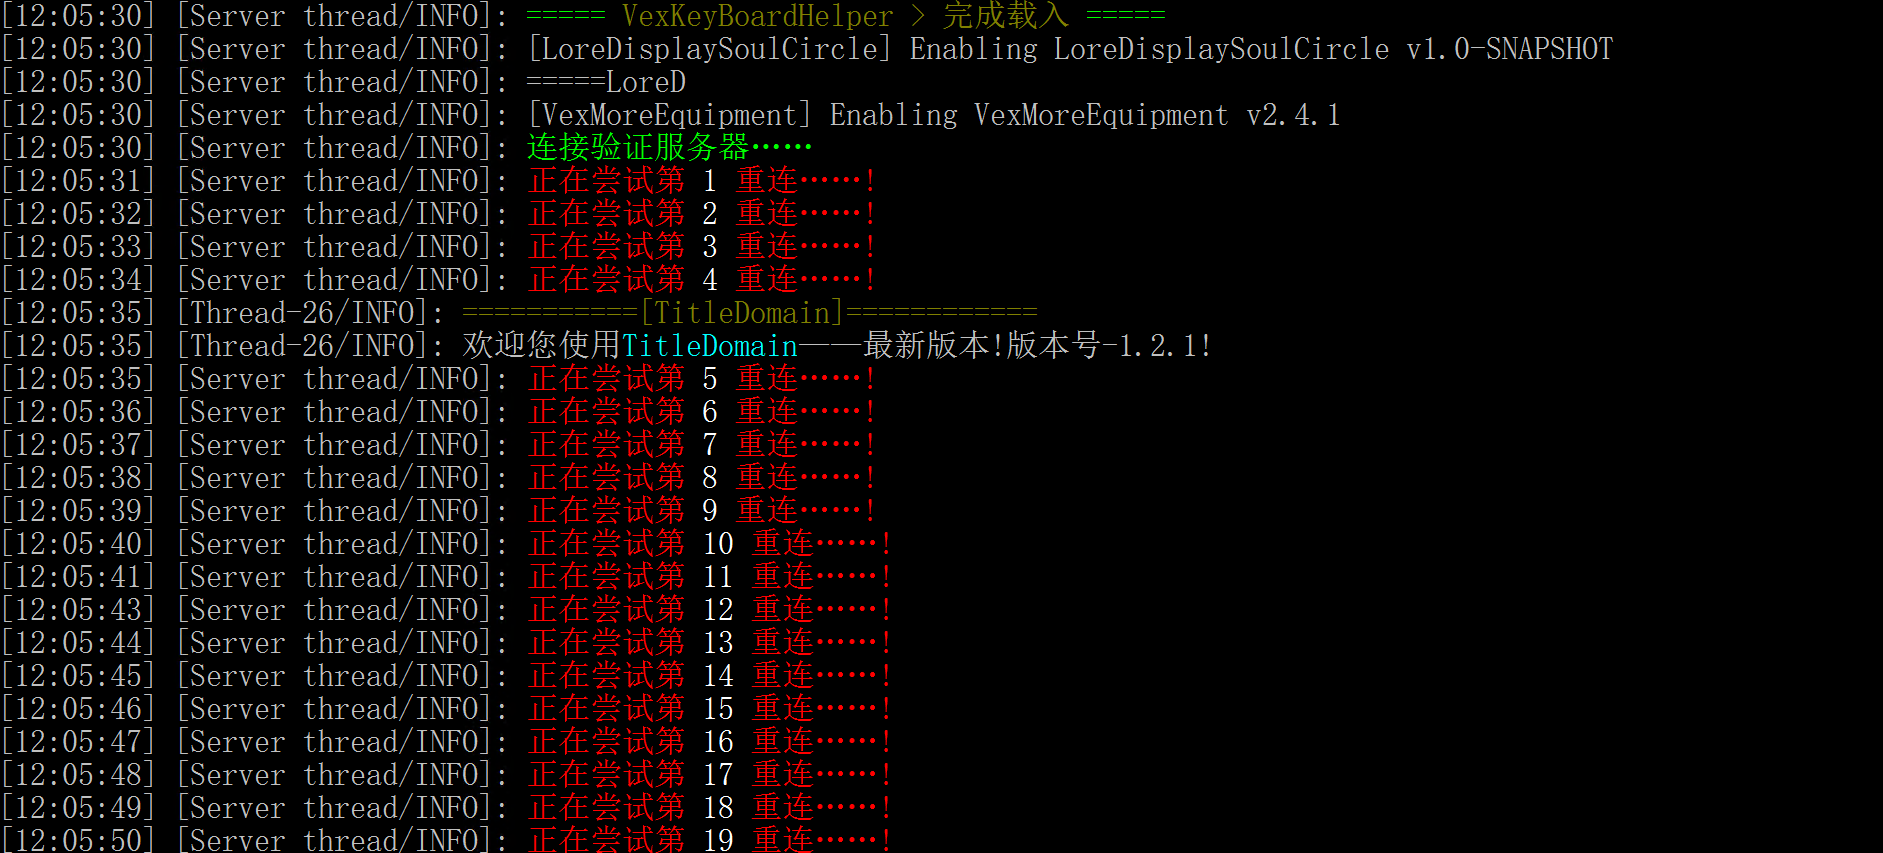 [12:05:30] [Server thread/INFO]: ===== VexKeyBoardHelper > 完成载入 =====
[12:05:30] [Server thread/INFO]: [LoreDisplaySoulCircle] Enabling LoreDisplaySoulCircle v1.0-SNAPSHOT
[12:05:30] [Server thread/INFO]: =====LoreD
[12:05:30] [Server thread/INFO]: [VexMoreEquipment] Enabling VexMoreEquipment v2.4.1
[12:05:30] [Server thread/INFO]: 连接验证服务器……
[12:05:31] [Server thread/INFO]: 正在尝试第 1 重连……!
[12:05:32] [Server thread/INFO]: 正在尝试第 2 重连……!
[12:05:33] [Server thread/INFO]: 正在尝试第 3 重连……!
[12:05:34] [Server thread/INFO]: 正在尝试第 4 重连……!
[12:05:35] [Thread-26/INFO]: ===========[TitleDomain]============
[12:05:35] [Thread-26/INFO]: 欢迎您使用TitleDomain——最新版本!版本号-1.2.1!
[12:05:35] [Server thread/INFO]: 正在尝试第 5 重连……!
[12:05:36] [Server thread/INFO]: 正在尝试第 6 重连……!
[12:05:37] [Server thread/INFO]: 正在尝试第 7 重连……!
[12:05:38] [Server thread/INFO]: 正在尝试第 8 重连……!
[12:05:39] [Server thread/INFO]: 正在尝试第 9 重连……!
[12:05:40] [Server thread/INFO]: 正在尝试第 10 重连……!
[12:05:41] [Server thread/INFO]: 正在尝试第 11 重连……!
[12:05:43] [Server thread/INFO]: 正在尝试第 12 重连……!
[12:05:44] [Server thread/INFO]: 正在尝试第 13 重连……!
[12:05:45] [Server thread/INFO]: 正在尝试第 14 重连……!
[12:05:46] [Server thread/INFO]: 正在尝试第 15 重连……!
[12:05:47] [Server thread/INFO]: 正在尝试第 16 重连……!
[12:05:48] [Server thread/INFO]: 正在尝试第 17 重连……!
[12:05:49] [Server thread/INFO]: 正在尝试第 18 重连……!
[12:05:50] [Server thread/INFO]: 正在尝试第 19 重连……!